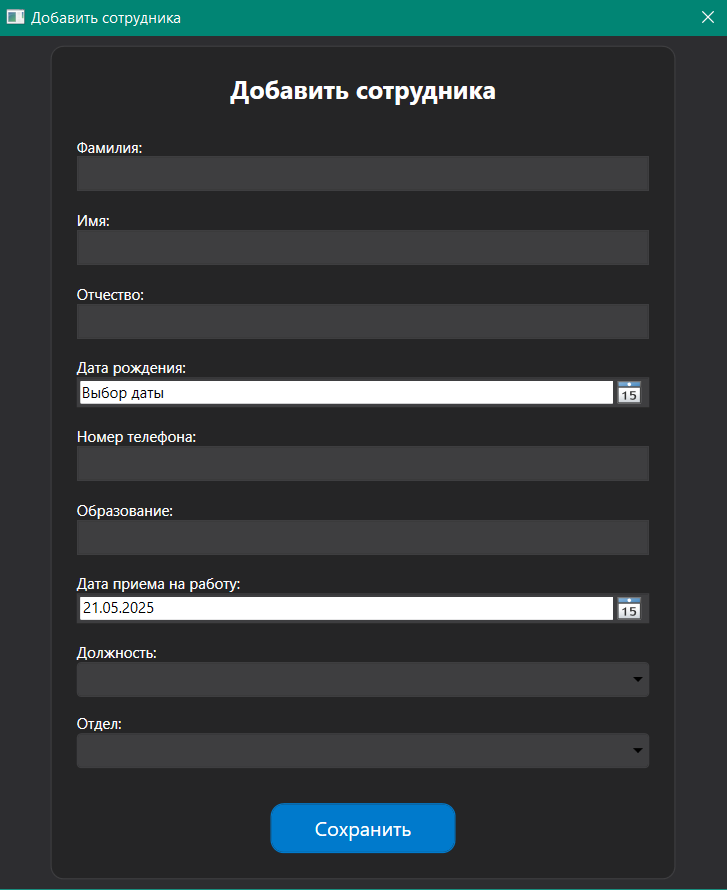 Добавить сотрудника
Добавить сотрудника
Фамилия:
Имя:
Отчество:
Дата рождения:
Выбор даты
15
Номер телефона:
Образование:
Дата приема на работу:
21.05.2025
15
Должность:
Отдел:
Сохранить